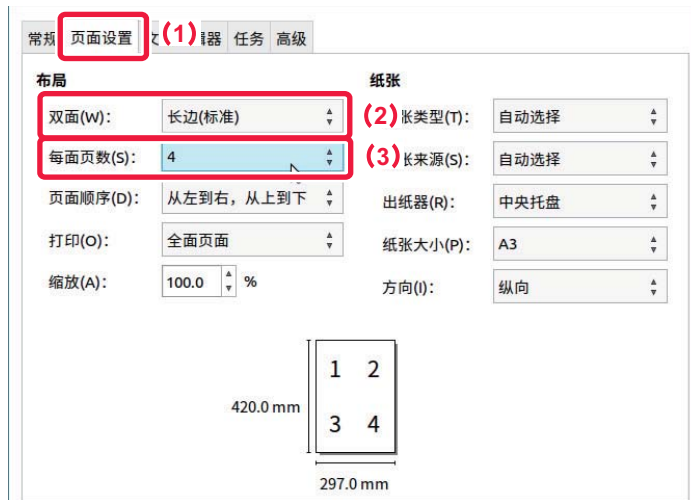 常规 页面设置 (1) 器 任务 高级
布局
双面(W): 长边(标准) (2)
每面页数(S): 4 (3)
页面顺序(D): 从左到右，从上到下
打印(O): 全面页面
缩放(A): 100.0 %
纸张
张类型(T): 自动选择
张来源(S): 自动选择
出纸器(R): 中央托盘
纸张大小(P): A3
方向(I): 纵向
1 2
3 4
420.0 mm
297.0 mm